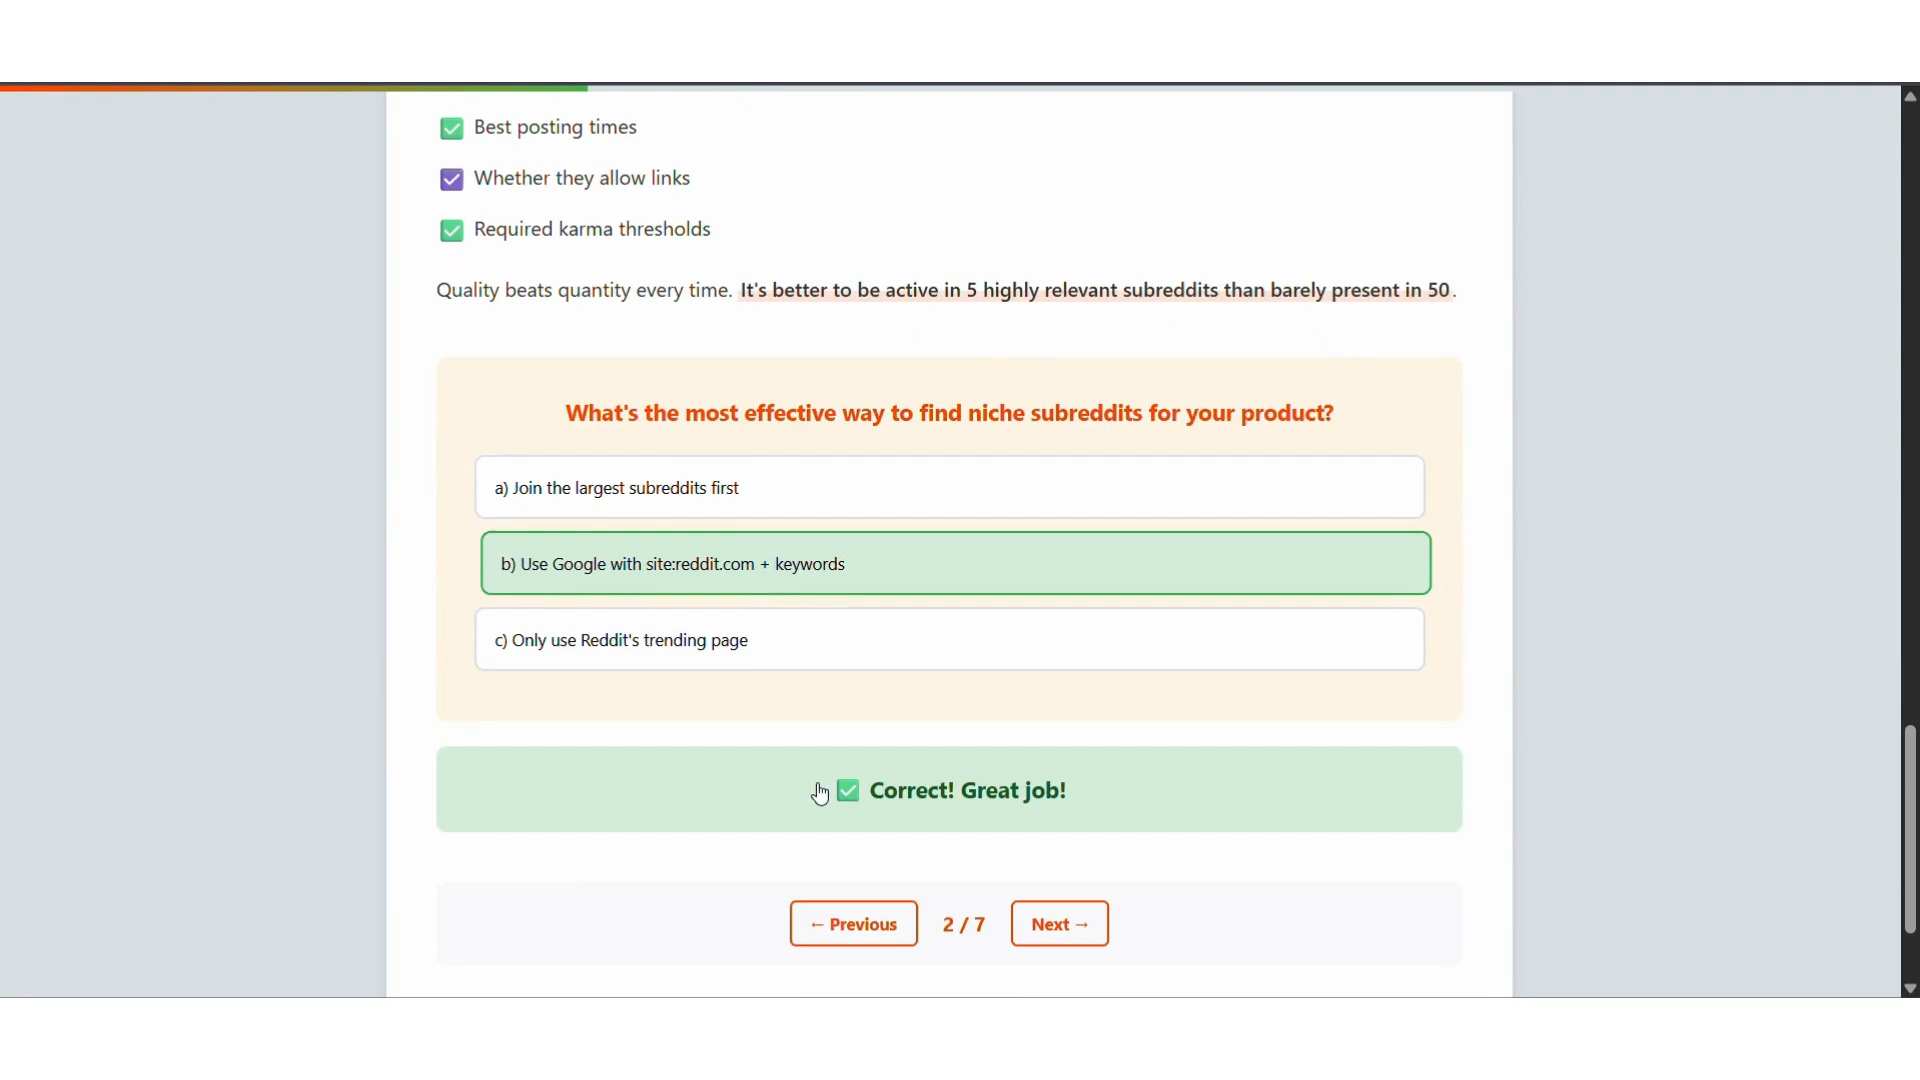 Best posting times
Whether they allow links
Required karma thresholds
Quality beats quantity every time. It's better to be active in 5 highly relevant subreddits than barely present in 50.
What's the most effective way to find niche subreddits for your product?
a) Join the largest subreddits first
b) Use Google with site:reddit.com + keywords
c) Only use Reddit's trending page
Correct! Great job!
← Previous 2 / 7 Next →